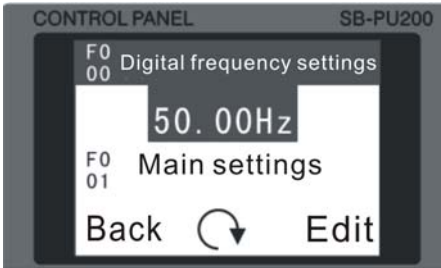 CONTROL PANEL SB-PU200
F0
00 Digital frequency settings
50.00Hz
F0
01 Main settings
Back Edit